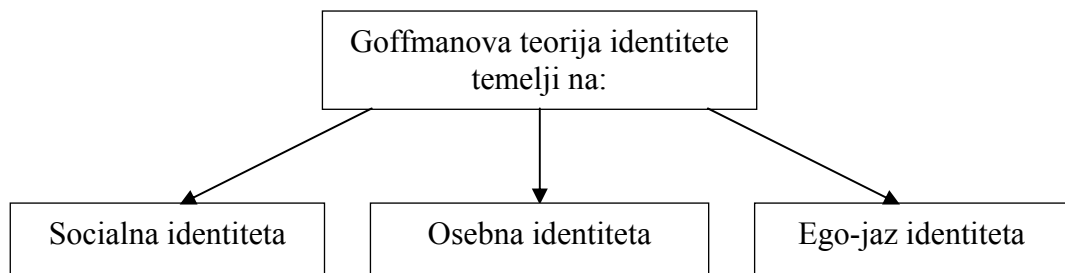 Goffmanova teorija identitete
temelji na:
Socialna identiteta
Osebna identiteta
Ego-jaz identiteta